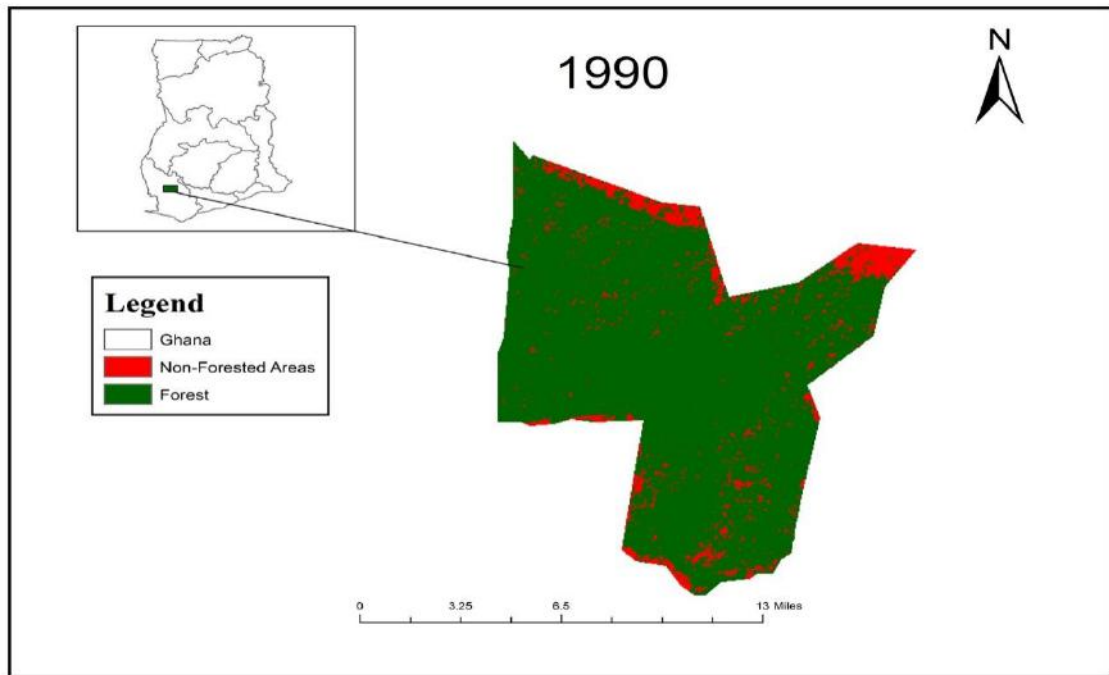 1990
N
Legend
Ghana
Non-Forested Areas
Forest
0 3.25 6.5 13 Miles